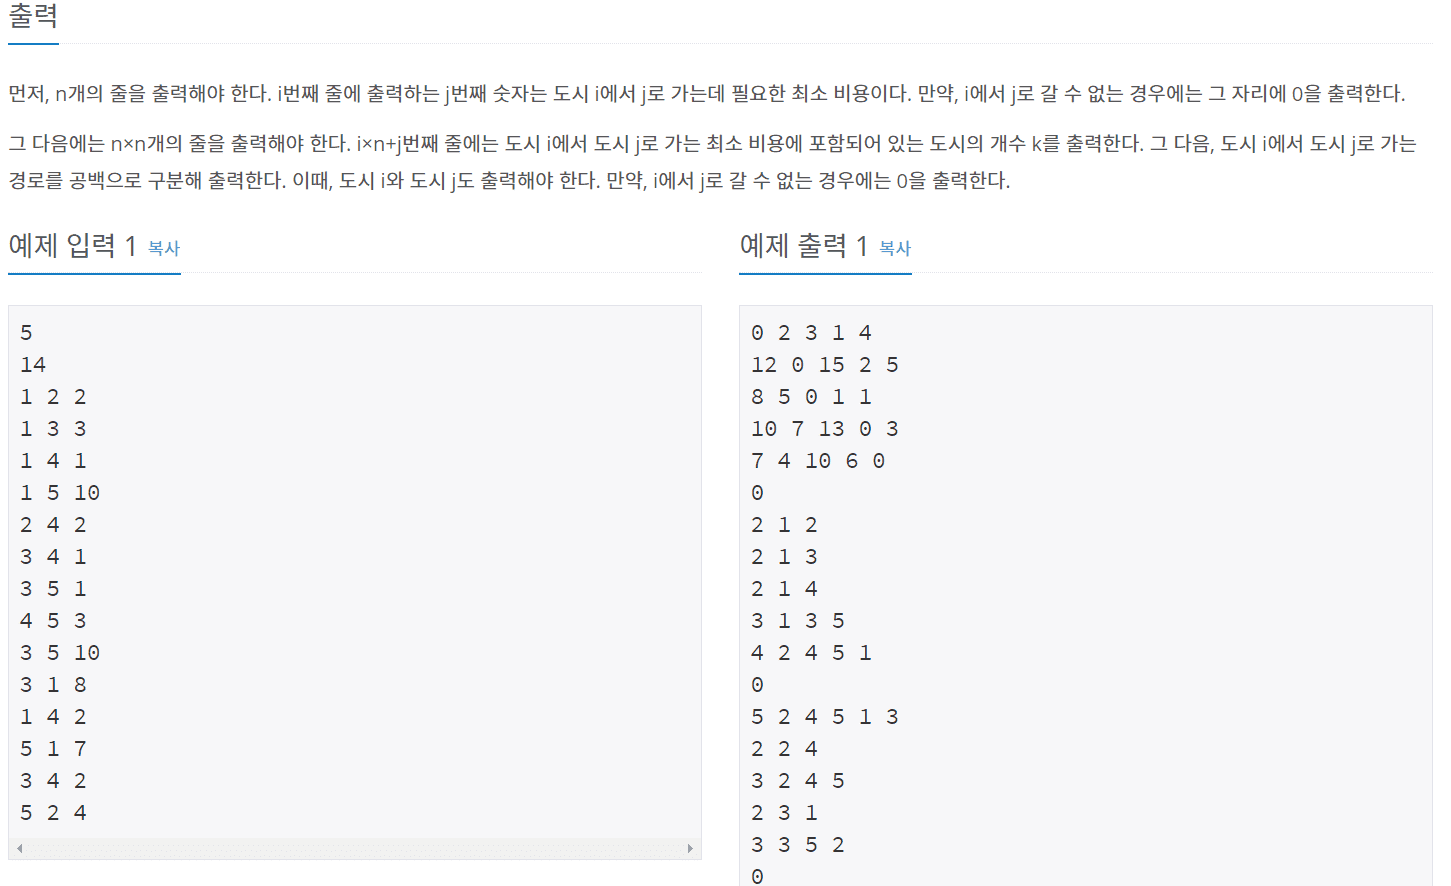 출력
먼저, n개의 줄을 출력해야 한다. i번째 줄에 출력하는 j번째 숫자는 도시 i에서 j로 가는데 필요한 최소 비용이다. 만약, i에서 j로 갈 수 없는 경우에는 그 자리에 0을 출력한다.
그 다음에는 n×n개의 줄을 출력해야 한다. i×n+j번째 줄에는 도시 i에서 도시 j로 가는 최소 비용에 포함되어 있는 도시의 개수 k를 출력한다. 그 다음, 도시 i에서 도시 j로 가는
경로를 공백으로 구분해 출력한다. 이때, 도시 i와 도시 j도 출력해야 한다. 만약, i에서 j로 갈 수 없는 경우에는 0을 출력한다.
예제 입력 1 복사
5
14
1 2 2
1 3 3
1 4 1
1 5 10
2 4 2
3 4 1
3 5 1
4 5 3
3 5 10
3 1 8
1 4 2
5 1 7
3 4 2
5 2 4
예제 출력 1 복사
0 2 3 1 4
12 0 15 2 5
8 5 0 1 1
10 7 13 0 3
7 4 10 6 0
0
2 1 2
2 1 3
2 1 4
3 1 3 5
4 2 4 5 1
0
5 2 4 5 1 3
2 2 4
3 2 4 5
2 3 1
3 3 5 2
0